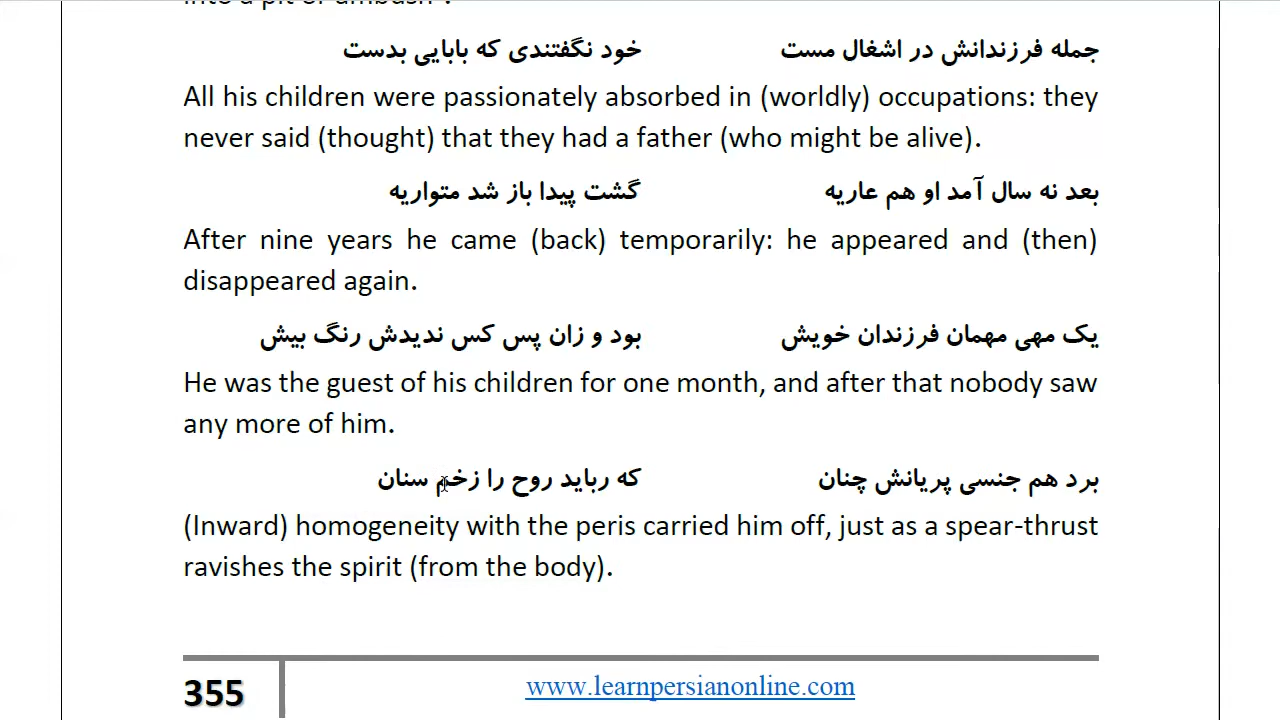 into a pit or ambush".
جمله فرزندانش در اشغال مست خود نگفتندی که بابایی بدست
All his children were passionately absorbed in (worldly) occupations: they
never said (thought) that they had a father (who might be alive).
بعد نه سال آمد او هم عاریه گشت پیدا باز شد متواریه
After nine years he came (back) temporarily: he appeared and (then)
disappeared again.
یک مهی مهمان فرزندان خویش بود و زان پس کس ندیدش رنگ بیش
He was the guest of his children for one month, and after that nobody saw
any more of him.
برد هم جنسی پریانش چنان که رباید روح را زخم سنان
(Inward) homogeneity with the peris carried him off, just as a spear-thrust
ravishes the spirit (from the body).
355
www.learnpersianonline.com